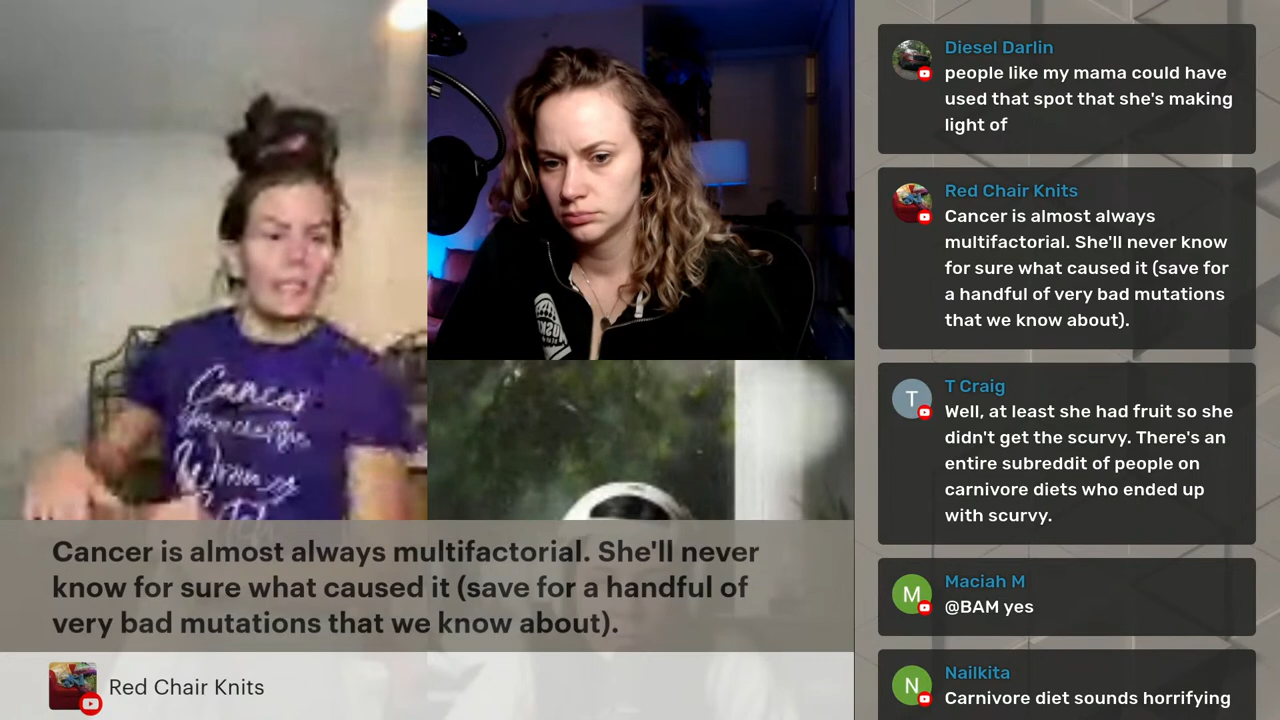 Cancer
Cancer is almost always multifactorial. She'll never
know for sure what caused it (save for a handful of
very bad mutations that we know about).
Red Chair Knits
Diesel Darlin
people like my mama could have
used that spot that she's making
light of
Red Chair Knits
Cancer is almost always
multifactorial. She'll never know
for sure what caused it (save for
a handful of very bad mutations
that we know about).
T
T Craig
Well, at least she had fruit so she
didn't get the scurvy. There's an
entire subreddit of people on
carnivore diets who ended up
with scurvy.
M
Maciah M
@BAM yes
N
Nailkita
Carnivore diet sounds horrifying